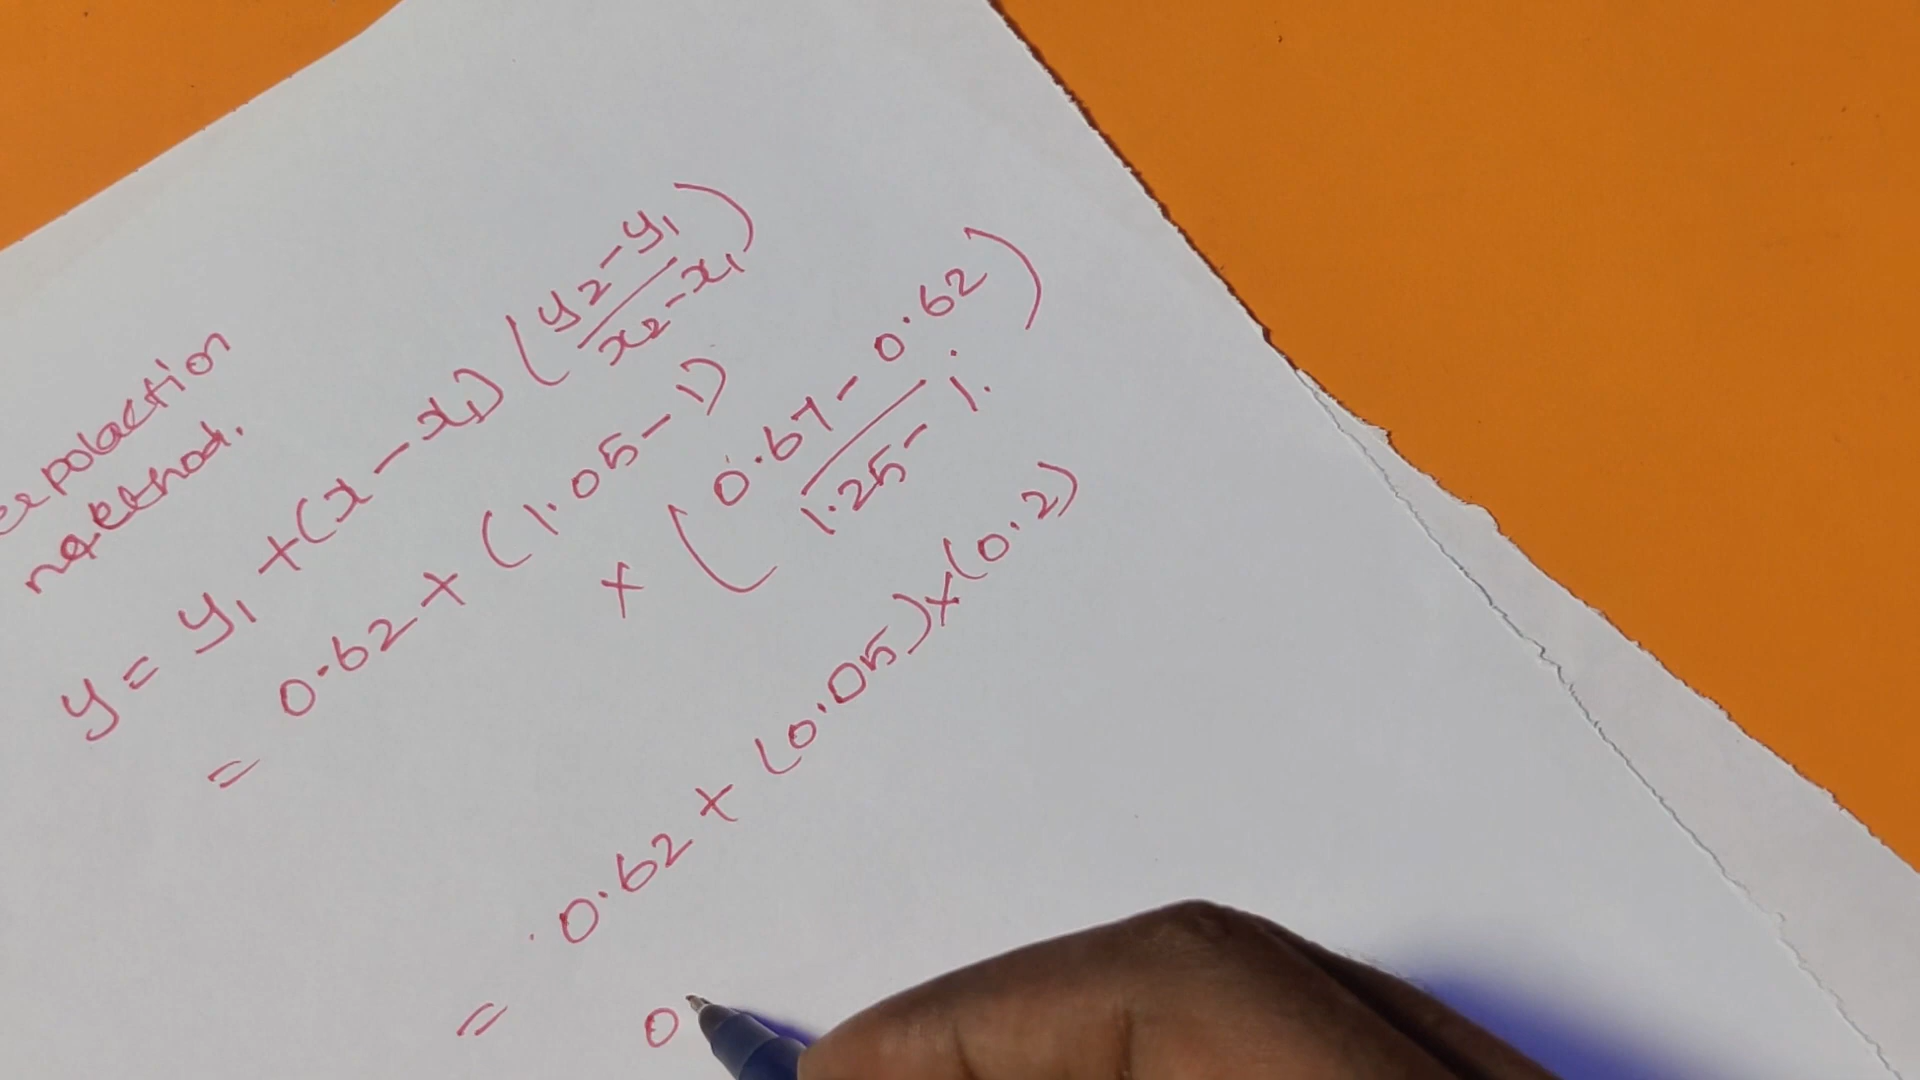 method.
y = y₁ + (x - x₁) (y₂ - y₁ / x₂ - x₁)
= 0.62 + (1.05 - 1)
× (0.67 - 0.62 / 1.25 - 1.)
0.62 + (0.05) × (0.2)
= 0